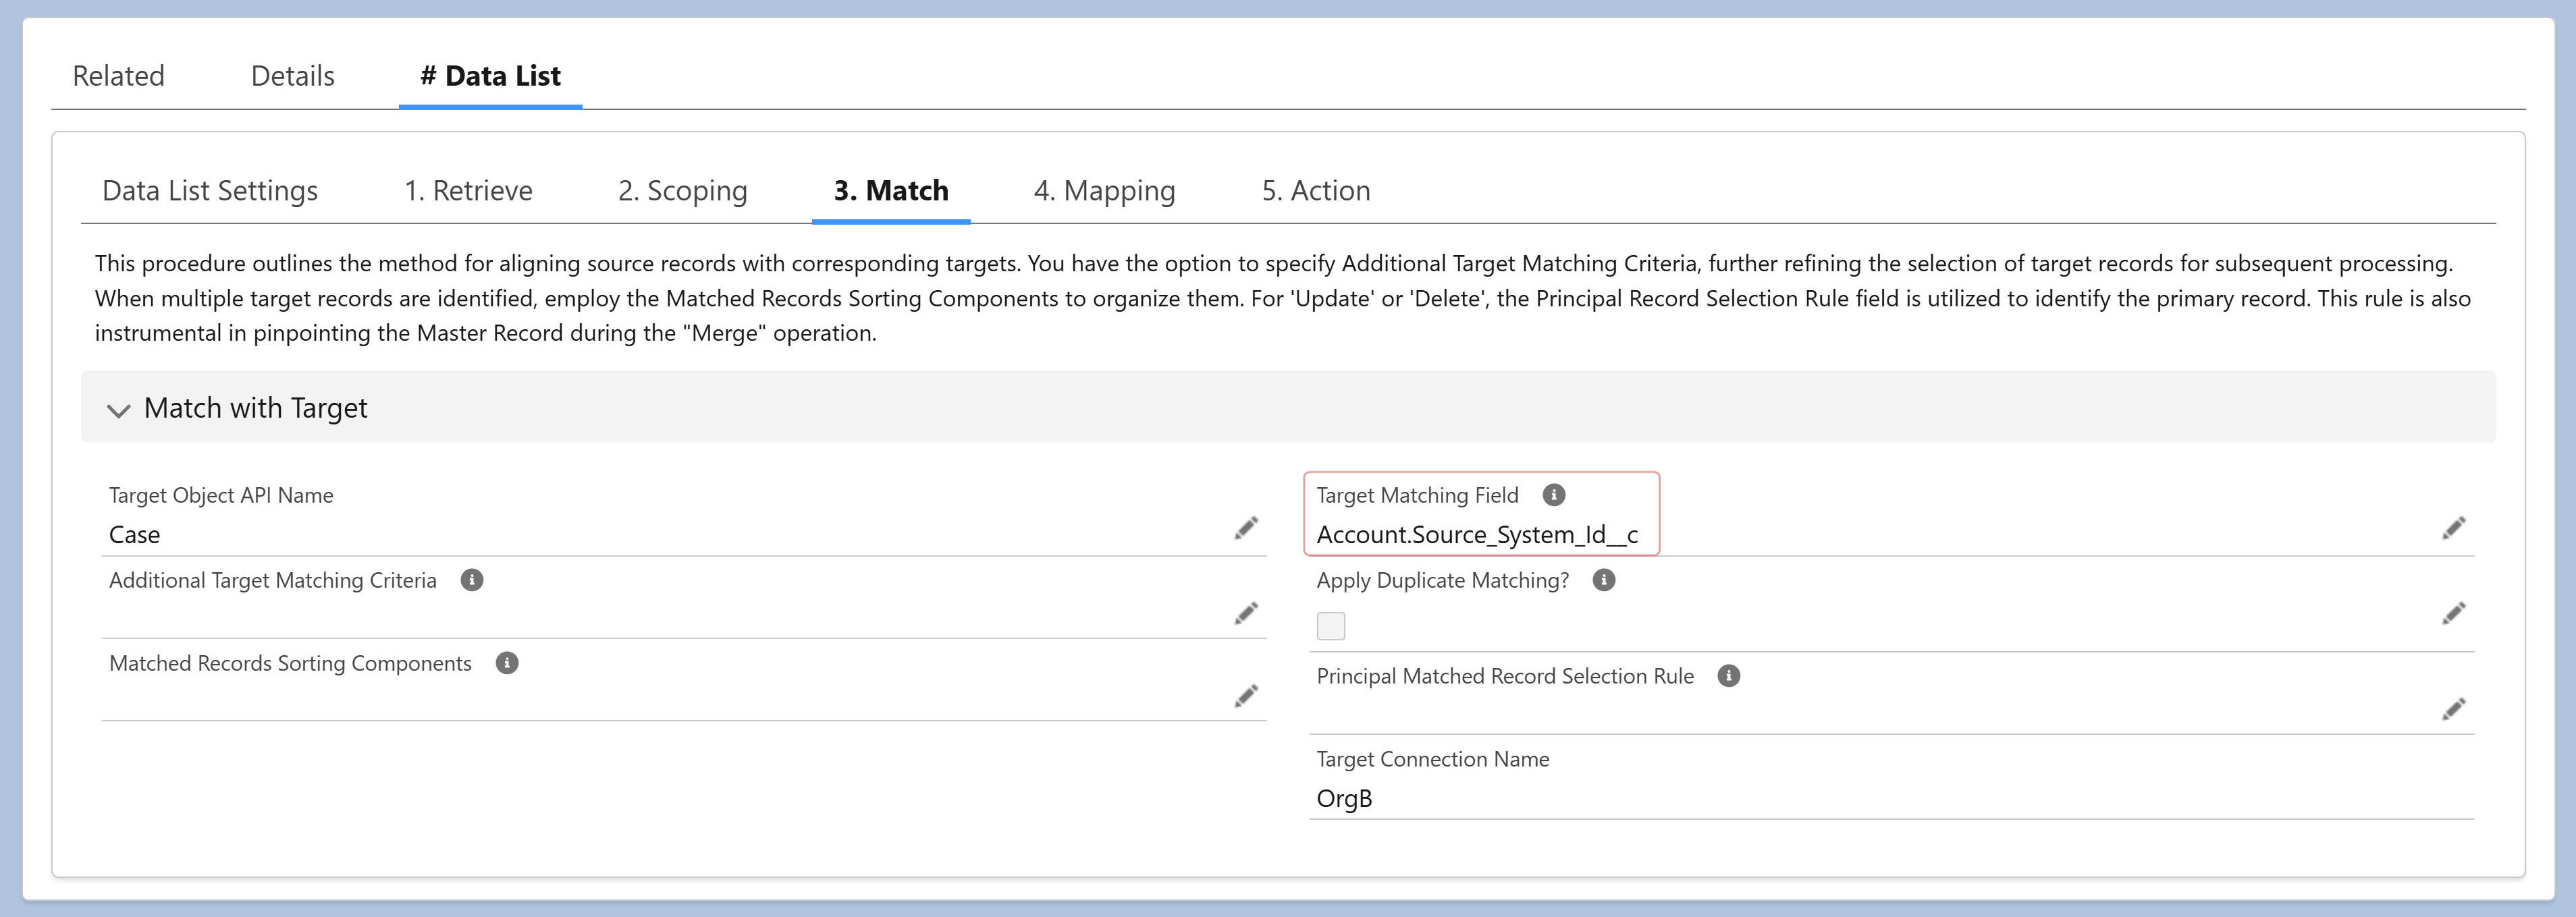 Related Details # Data List
Data List Settings 1. Retrieve 2. Scoping 3. Match 4. Mapping 5. Action
This procedure outlines the method for aligning source records with corresponding targets. You have the option to specify Additional Target Matching Criteria, further refining the selection of target records for subsequent processing.
When multiple target records are identified, employ the Matched Records Sorting Components to organize them. For 'Update' or 'Delete', the Principal Record Selection Rule field is utilized to identify the primary record. This rule is also
instrumental in pinpointing the Master Record during the "Merge" operation.
Match with Target
Target Object API Name
Case
Target Matching Field
Account.Source_System_Id__c
Additional Target Matching Criteria
Apply Duplicate Matching?
Matched Records Sorting Components
Principal Matched Record Selection Rule
Target Connection Name
OrgB